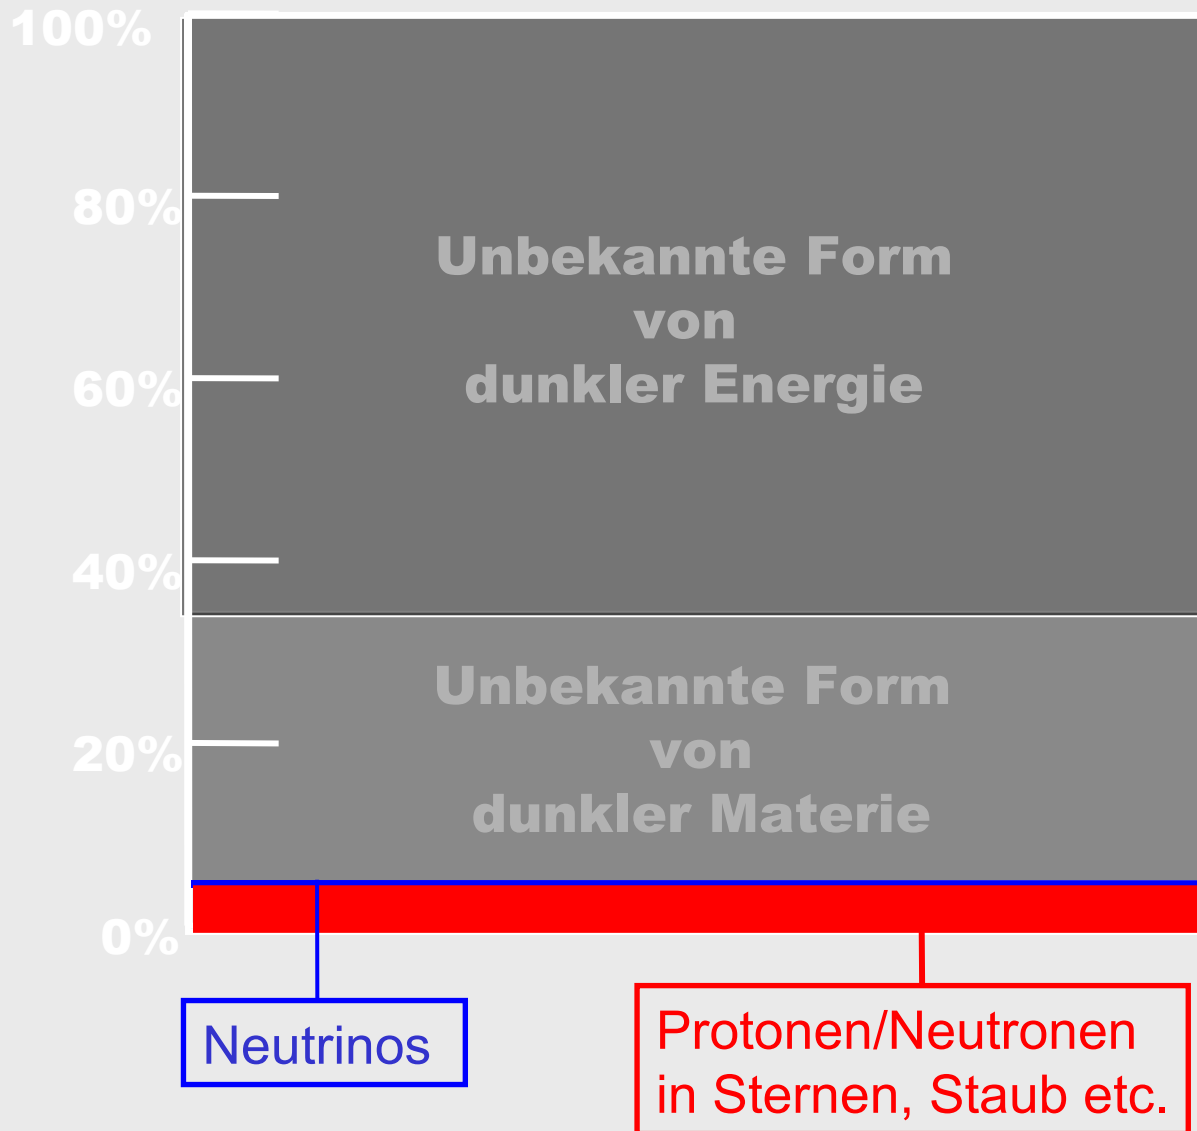 100%
80%
Unbekannte Form
von
dunkler Energie
60%
40%
Unbekannte Form
von
dunkler Materie
20%
0%
Neutrinos
Protonen/Neutronen
in Sternen, Staub etc.